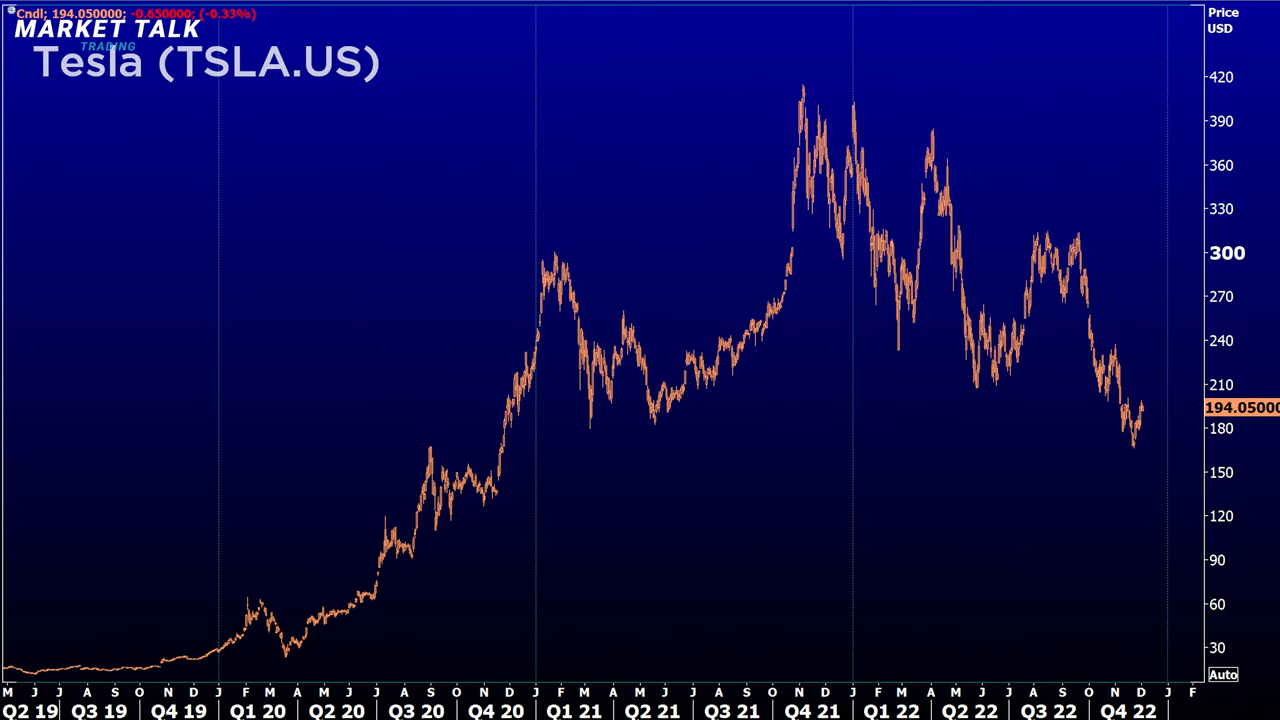 Cndl; 194.050000; -0.650000; (-0.33%)
MARKET TALK
TRADING
Tesla (TSLA.US)
Price
USD
420
390
360
330
300
270
240
210
194.05000
180
150
120
90
60
30
Auto
M J J A S O N D J F M A M J J A S O N D J F M A M J J A S O N D J F M A M J J A S O N D J F
Q2 19 Q3 19 Q4 19 Q1 20 Q2 20 Q3 20 Q4 20 Q1 21 Q2 21 Q3 21 Q4 21 Q1 22 Q2 22 Q3 22 Q4 22